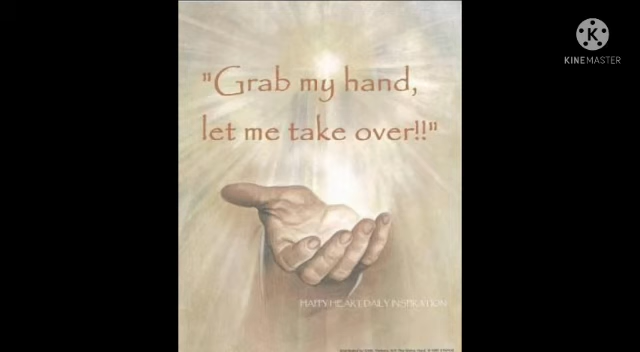 "Grab my hand,
let me take over!!"
HAPPY HEART DAILY INSPIRATION
K
KINEMASTER